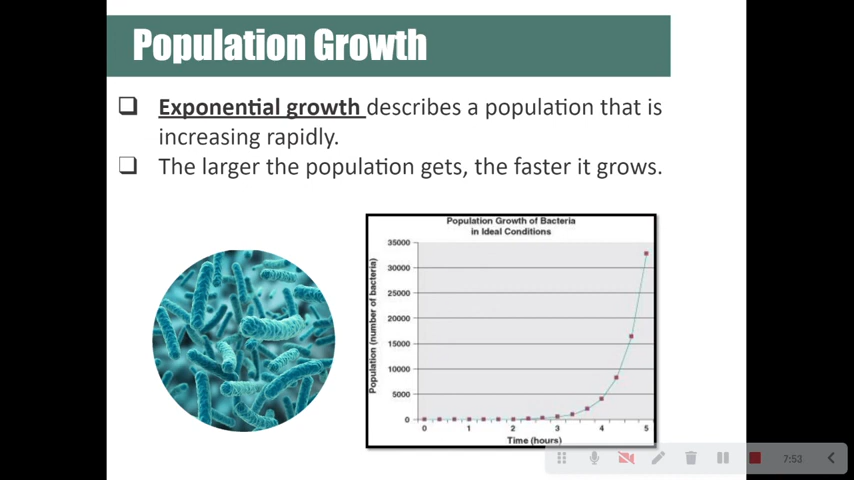 Population Growth
❑ Exponential growth describes a population that is
increasing rapidly.
❑ The larger the population gets, the faster it grows.
Population Growth of Bacteria
in Ideal Conditions
Population (number of bacteria)
35000
30000
25000
20000
15000
10000
5000
0
0 1 2 3 4 5
Time (hours)
7:53